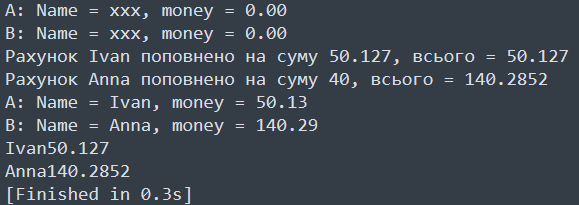 A: Name = xxx, money = 0.00
B: Name = xxx, money = 0.00
Рахунок Ivan поповнено на суму 50.127, всього = 50.127
Рахунок Anna поповнено на суму 40, всього = 140.2852
A: Name = Ivan, money = 50.13
B: Name = Anna, money = 140.29
Ivan50.127
Anna140.2852
[Finished in 0.3s]